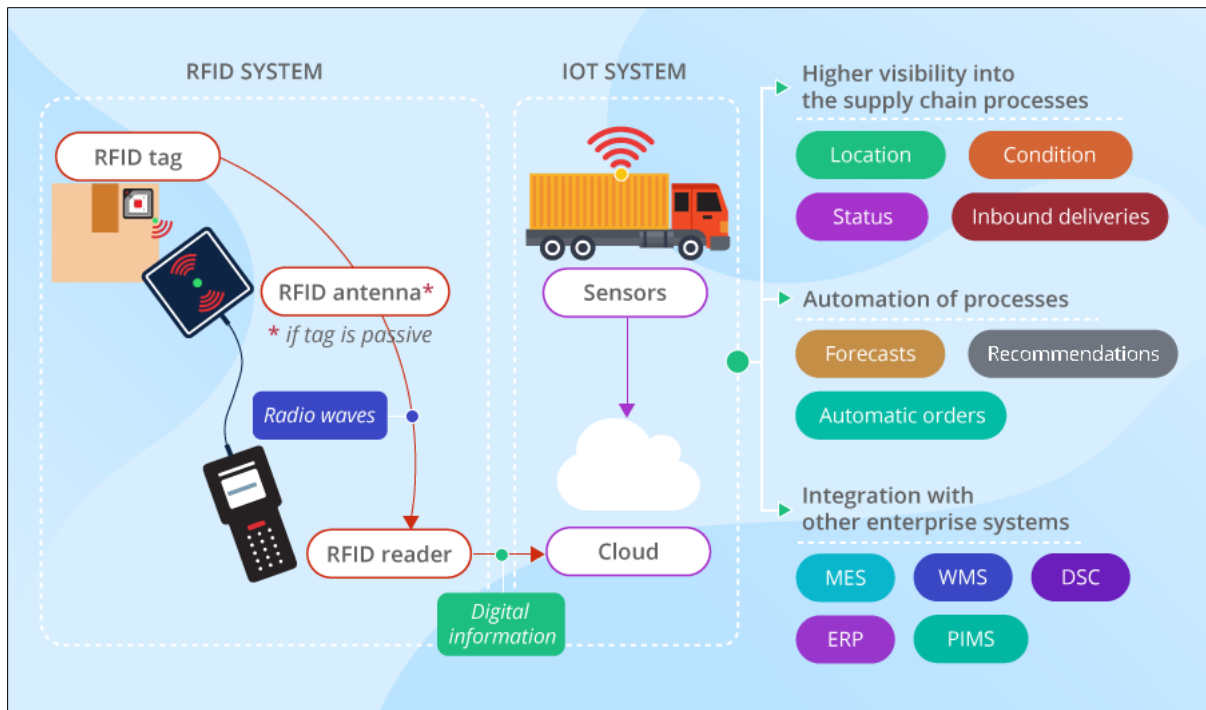 RFID SYSTEM
RFID tag
RFID antenna*
* if tag is passive
Radio waves
RFID reader
Digital
information
IOT SYSTEM
Sensors
Cloud
Higher visibility into
the supply chain processes
Location
Condition
Status
Inbound deliveries
Automation of processes
Forecasts
Recommendations
Automatic orders
Integration with
other enterprise systems
MES
WMS
DSC
ERP
PIMS